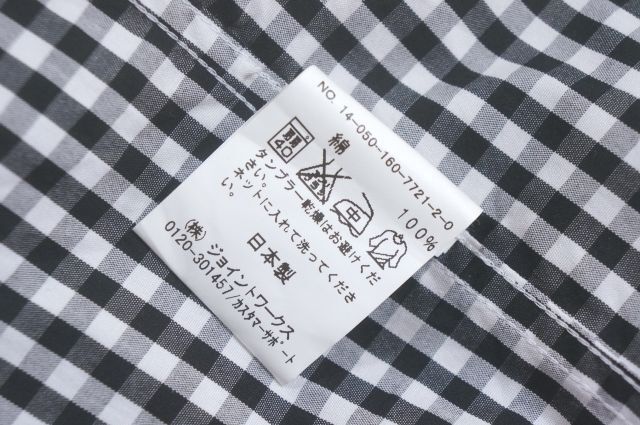 NO. 14-050-160-7721-2-0
綿 100%
40
中
タンブラー乾燥はお避けくだ
さい。
ネットに入れて洗ってくださ
い。
日本製
(株) ジョイントワークス
0120-301457/カスタマーサポート